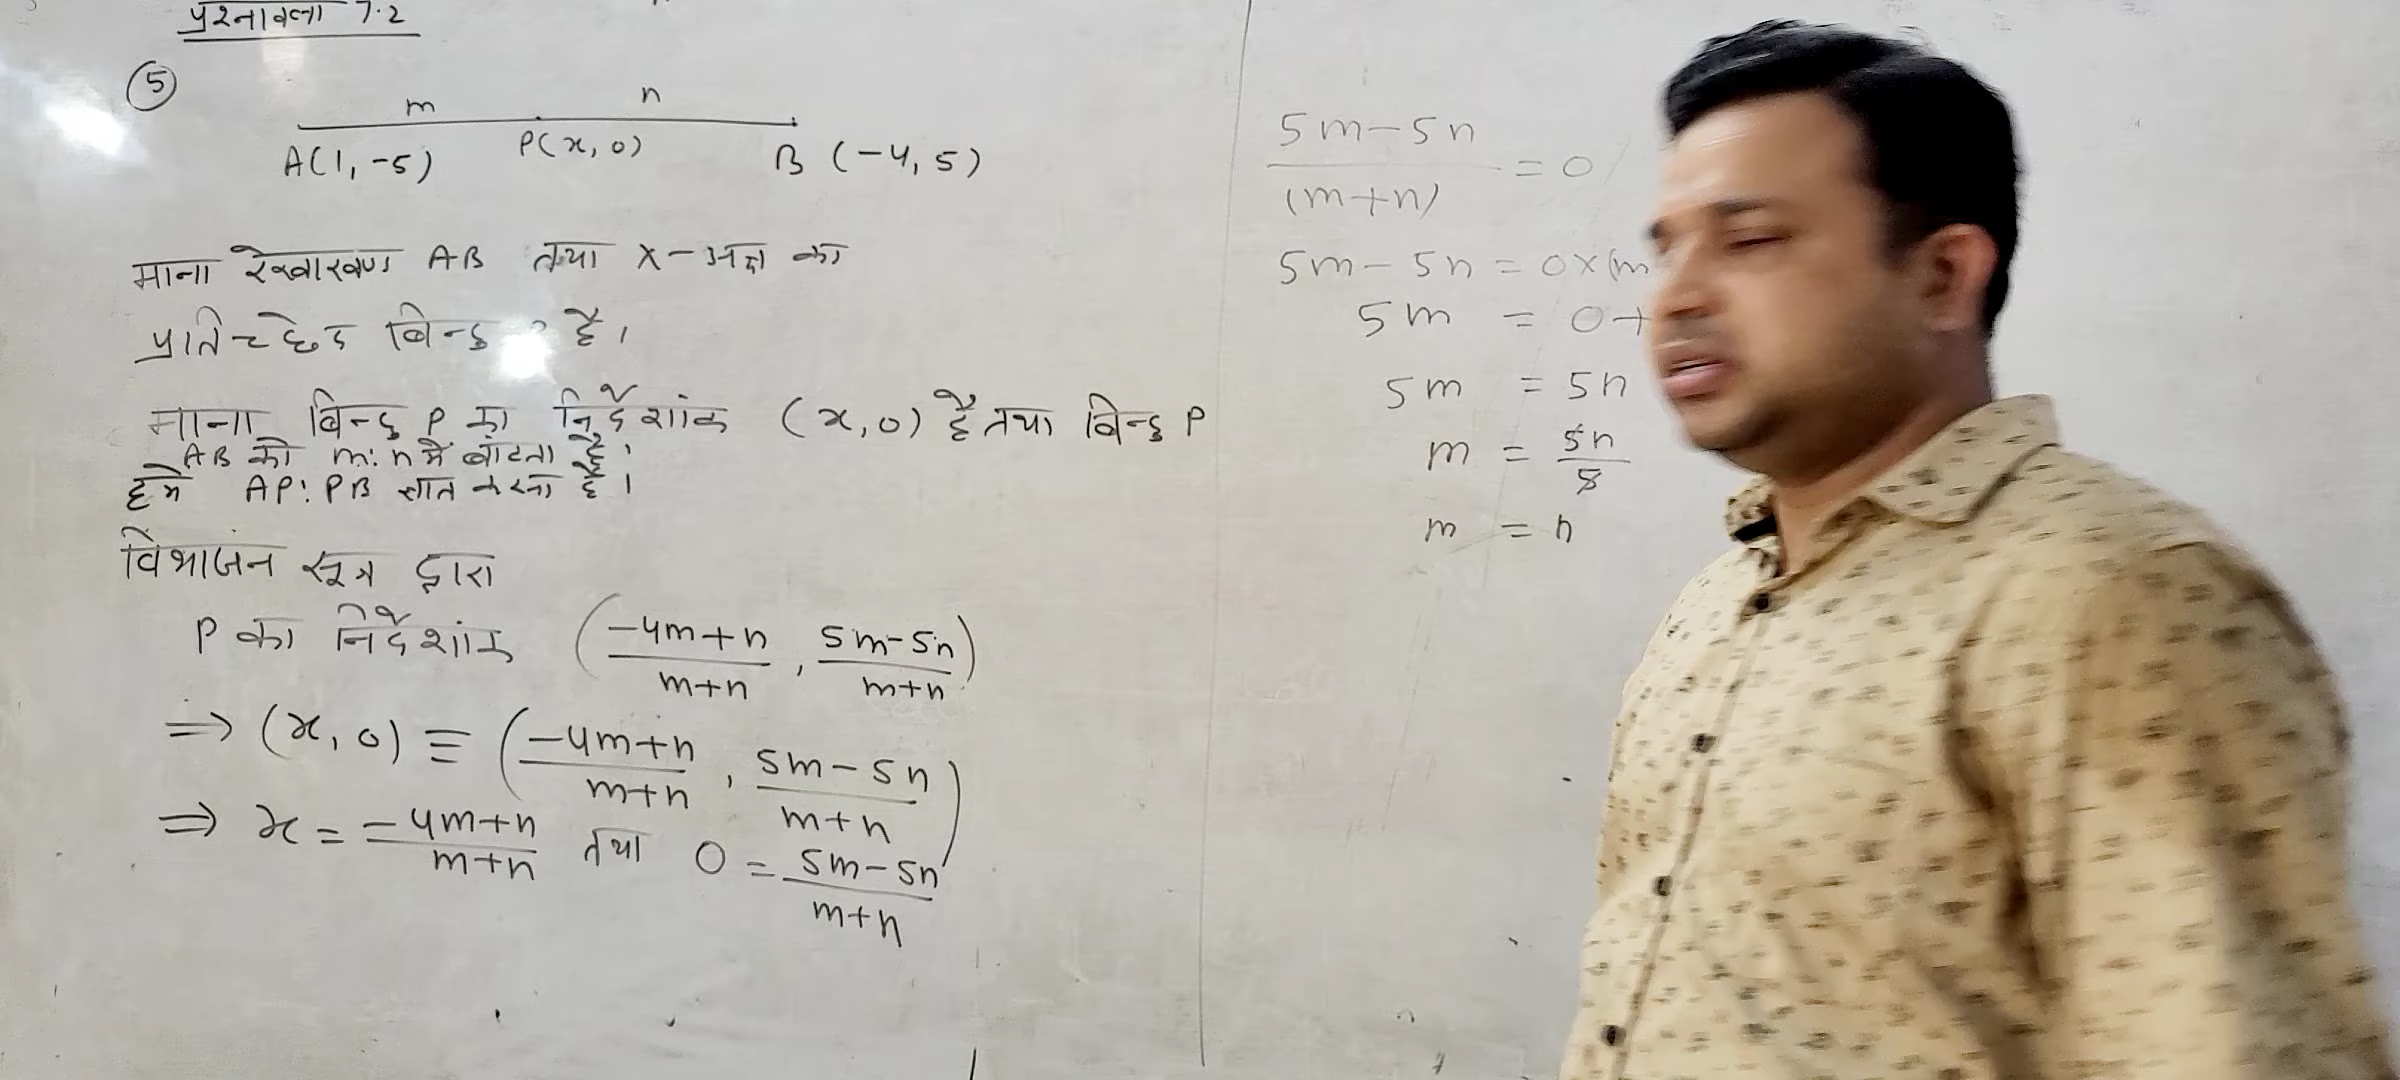 प्रश्नावली 7.2
5
m n
A(1, -5) P(x, 0) B (-4, 5)
माना रेखाखण्ड AB तथा x-अक्ष का
प्रतिच्छेद बिन्दु है।
माना बिन्दु P का निर्देशांक (x, 0) है तथा बिन्दु P
AB को m:n में बांटता है।
हमें AP:PB ज्ञात करना है।
विभाजन सूत्र द्वारा
P का निर्देशांक ((-4m+n)/(m+n), (5m-5n)/(m+n))
⇒ (x, 0) ≡ ((-4m+n)/(m+n), (5m-5n)/(m+n))
⇒ x = (-4m+n)/(m+n) तथा 0 = (5m-5n)/(m+n)
(5m-5n)/(m+n) = 0
5m - 5n = 0×(m
5m = 0+
5m = 5n
m = 5n/5
m = n